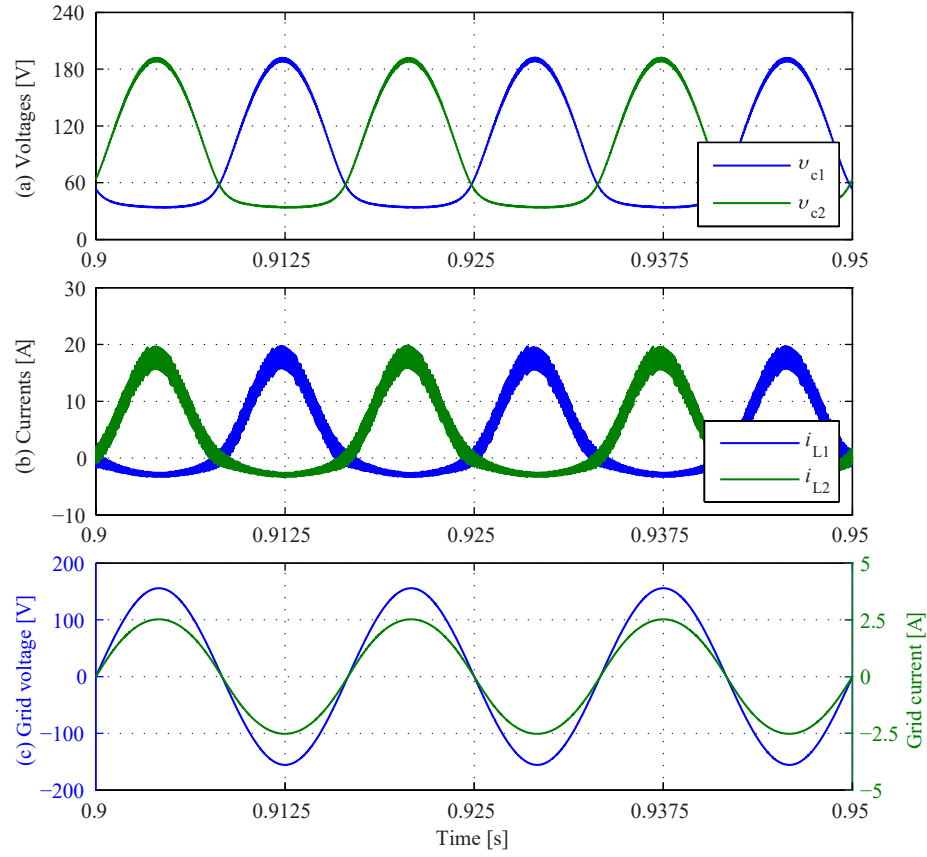 240
180
120
60
0
(a) Voltages [V]
υc1
υc2
0.9 0.9125 0.925 0.9375 0.95
30
20
10
0
−10
(b) Currents [A]
iL1
iL2
0.9 0.9125 0.925 0.9375 0.95
200
100
0
−100
−200
(c) Grid voltage [V]
5
2.5
0
−2.5
−5
Grid current [A]
0.9 0.9125 0.925 0.9375 0.95
Time [s]